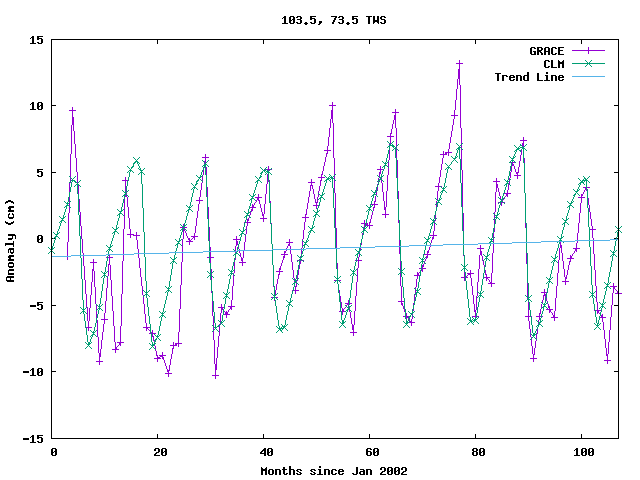 103.5, 73.5 TWS
GRACE
CLM
Trend Line
15
10
5
0
-5
-10
-15
Anomaly (cm)
0 20 40 60 80 100
Months since Jan 2002